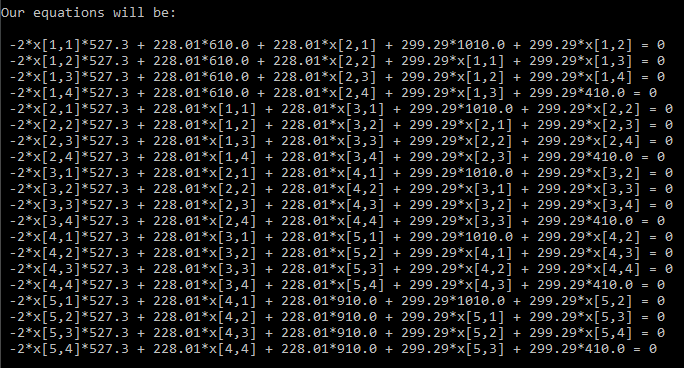 Our equations will be:
-2*x[1,1]*527.3 + 228.01*610.0 + 228.01*x[2,1] + 299.29*1010.0 + 299.29*x[1,2] = 0
-2*x[1,2]*527.3 + 228.01*610.0 + 228.01*x[2,2] + 299.29*x[1,1] + 299.29*x[1,3] = 0
-2*x[1,3]*527.3 + 228.01*610.0 + 228.01*x[2,3] + 299.29*x[1,2] + 299.29*x[1,4] = 0
-2*x[1,4]*527.3 + 228.01*610.0 + 228.01*x[2,4] + 299.29*x[1,3] + 299.29*410.0 = 0
-2*x[2,1]*527.3 + 228.01*x[1,1] + 228.01*x[3,1] + 299.29*1010.0 + 299.29*x[2,2] = 0
-2*x[2,2]*527.3 + 228.01*x[1,2] + 228.01*x[3,2] + 299.29*x[2,1] + 299.29*x[2,3] = 0
-2*x[2,3]*527.3 + 228.01*x[1,3] + 228.01*x[3,3] + 299.29*x[2,2] + 299.29*x[2,4] = 0
-2*x[2,4]*527.3 + 228.01*x[1,4] + 228.01*x[3,4] + 299.29*x[2,3] + 299.29*410.0 = 0
-2*x[3,1]*527.3 + 228.01*x[2,1] + 228.01*x[4,1] + 299.29*1010.0 + 299.29*x[3,2] = 0
-2*x[3,2]*527.3 + 228.01*x[2,2] + 228.01*x[4,2] + 299.29*x[3,1] + 299.29*x[3,3] = 0
-2*x[3,3]*527.3 + 228.01*x[2,3] + 228.01*x[4,3] + 299.29*x[3,2] + 299.29*x[3,4] = 0
-2*x[3,4]*527.3 + 228.01*x[2,4] + 228.01*x[4,4] + 299.29*x[3,3] + 299.29*410.0 = 0
-2*x[4,1]*527.3 + 228.01*x[3,1] + 228.01*x[5,1] + 299.29*1010.0 + 299.29*x[4,2] = 0
-2*x[4,2]*527.3 + 228.01*x[3,2] + 228.01*x[5,2] + 299.29*x[4,1] + 299.29*x[4,3] = 0
-2*x[4,3]*527.3 + 228.01*x[3,3] + 228.01*x[5,3] + 299.29*x[4,2] + 299.29*x[4,4] = 0
-2*x[4,4]*527.3 + 228.01*x[3,4] + 228.01*x[5,4] + 299.29*x[4,3] + 299.29*410.0 = 0
-2*x[5,1]*527.3 + 228.01*x[4,1] + 228.01*910.0 + 299.29*1010.0 + 299.29*x[5,2] = 0
-2*x[5,2]*527.3 + 228.01*x[4,2] + 228.01*910.0 + 299.29*x[5,1] + 299.29*x[5,3] = 0
-2*x[5,3]*527.3 + 228.01*x[4,3] + 228.01*910.0 + 299.29*x[5,2] + 299.29*x[5,4] = 0
-2*x[5,4]*527.3 + 228.01*x[4,4] + 228.01*910.0 + 299.29*x[5,3] + 299.29*410.0 = 0